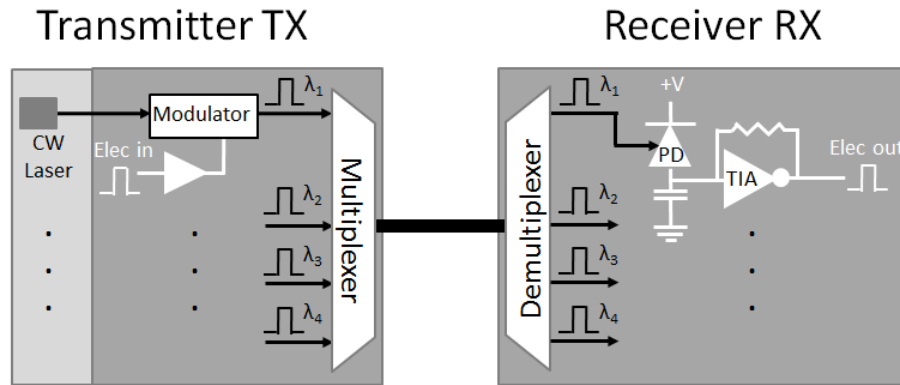 Transmitter TX
Receiver RX
CW
Laser
Modulator
Elec in
λ1
λ2
λ3
λ4
Multiplexer
Demultiplexer
λ1
λ2
λ3
λ4
+V
PD
TIA
Elec out